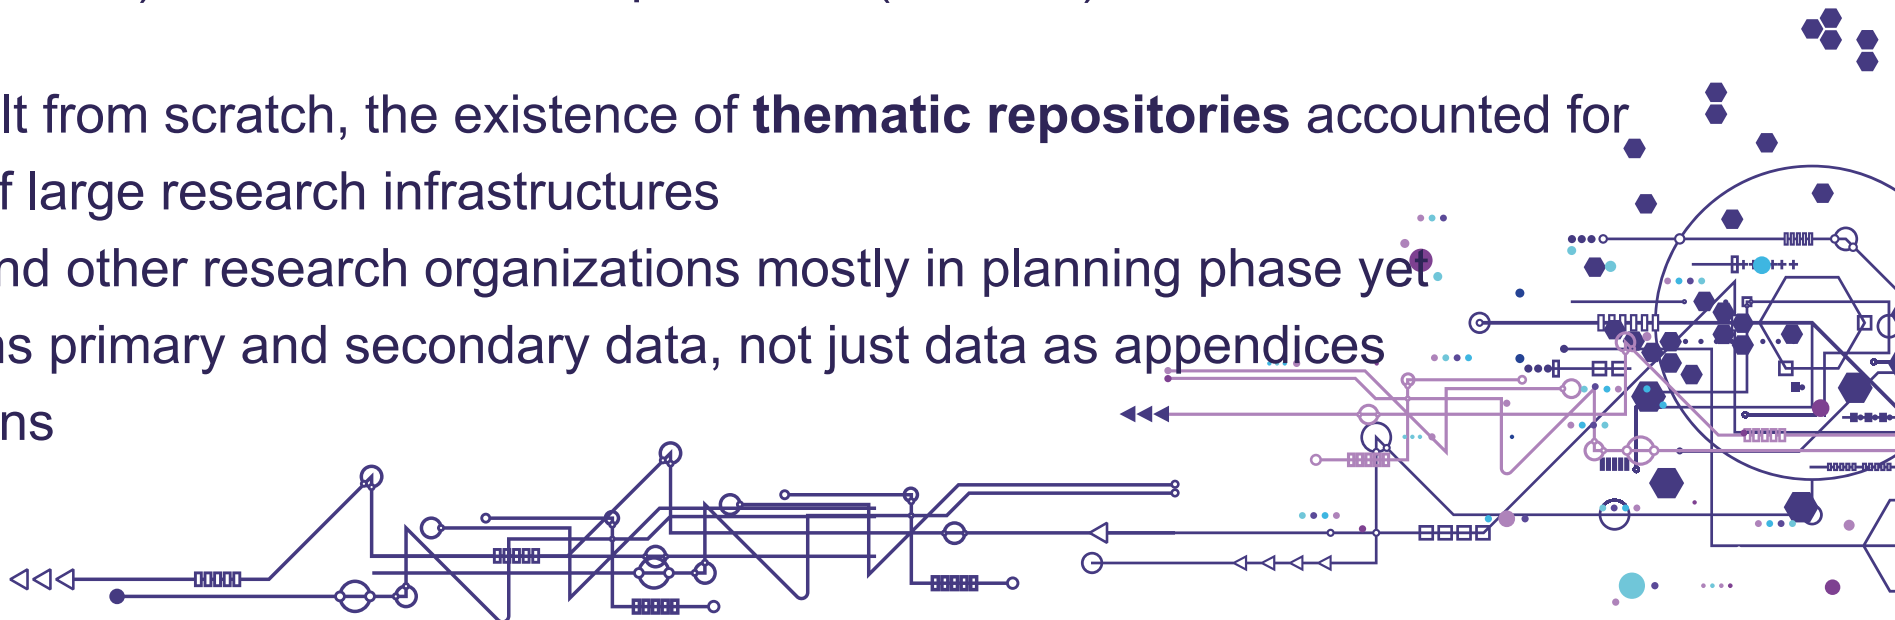 lt from scratch, the existence of thematic repositories accounted for
f large research infrastructures
nd other research organizations mostly in planning phase yet
ns primary and secondary data, not just data as appendices
ns